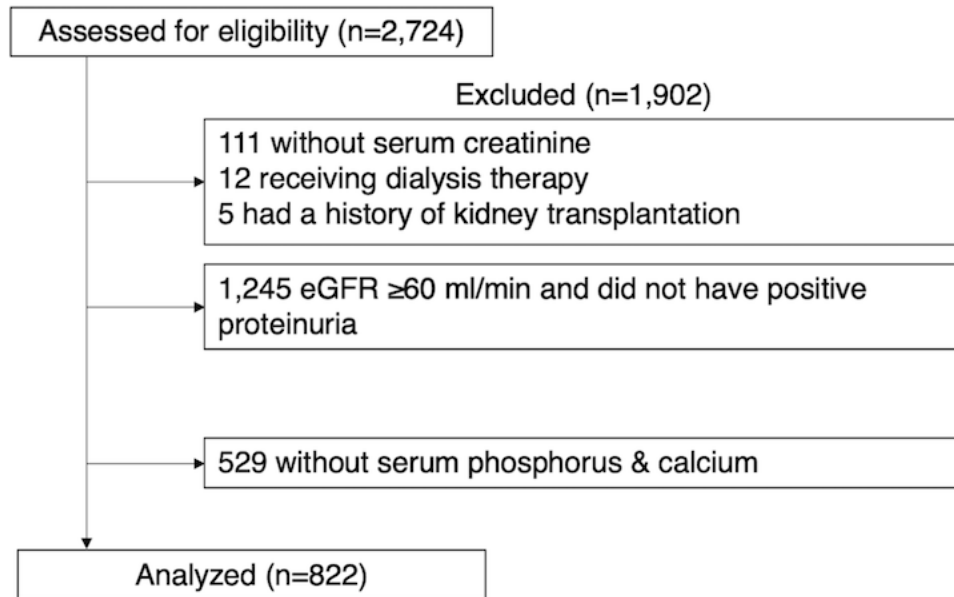 Assessed for eligibility (n=2,724)
Excluded (n=1,902)
111 without serum creatinine
12 receiving dialysis therapy
5 had a history of kidney transplantation
1,245 eGFR ≥60 ml/min and did not have positive
proteinuria
529 without serum phosphorus & calcium
Analyzed (n=822)